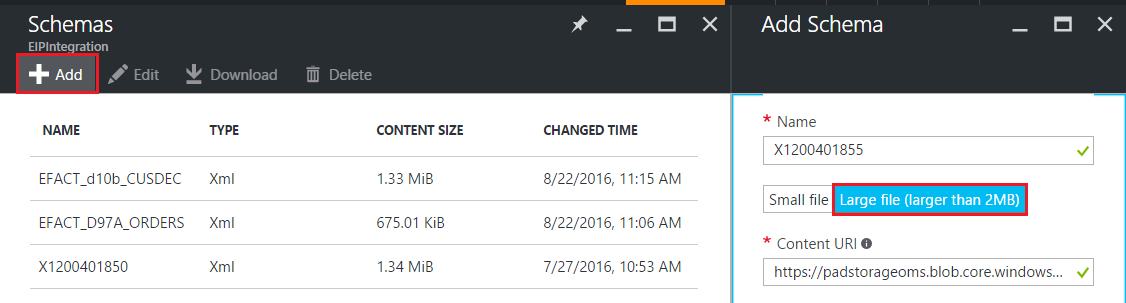 Schemas
EIPIntegration
Add Edit Download Delete
NAME TYPE CONTENT SIZE CHANGED TIME
EFACT_d10b_CUSDEC Xml 1.33 MiB 8/22/2016, 11:15 AM
EFACT_D97A_ORDERS Xml 675.01 KiB 8/22/2016, 11:06 AM
X1200401850 Xml 1.34 MiB 7/27/2016, 10:53 AM
Add Schema
* Name
X1200401855
Small file Large file (larger than 2MB)
* Content URI
https://padstorageoms.blob.core.windows...